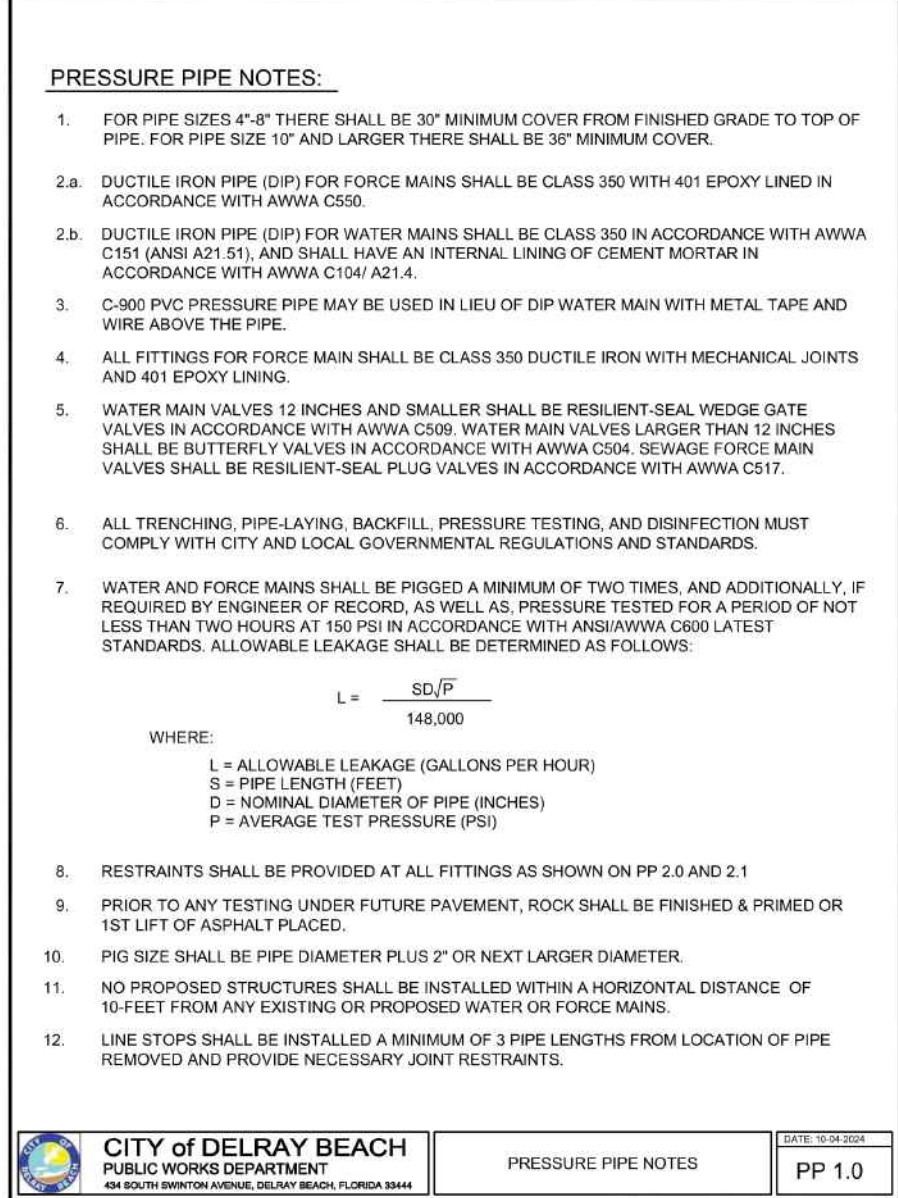 PRESSURE PIPE NOTES:
1. FOR PIPE SIZES 4"-8" THERE SHALL BE 30" MINIMUM COVER FROM FINISHED GRADE TO TOP OF
PIPE. FOR PIPE SIZE 10" AND LARGER THERE SHALL BE 36" MINIMUM COVER.
2.a. DUCTILE IRON PIPE (DIP) FOR FORCE MAINS SHALL BE CLASS 350 WITH 401 EPOXY LINED IN
ACCORDANCE WITH AWWA C550.
2.b. DUCTILE IRON PIPE (DIP) FOR WATER MAINS SHALL BE CLASS 350 IN ACCORDANCE WITH AWWA
C151 (ANSI A21.51), AND SHALL HAVE AN INTERNAL LINING OF CEMENT MORTAR IN
ACCORDANCE WITH AWWA C104/ A21.4.
3. C-900 PVC PRESSURE PIPE MAY BE USED IN LIEU OF DIP WATER MAIN WITH METAL TAPE AND
WIRE ABOVE THE PIPE.
4. ALL FITTINGS FOR FORCE MAIN SHALL BE CLASS 350 DUCTILE IRON WITH MECHANICAL JOINTS
AND 401 EPOXY LINING.
5. WATER MAIN VALVES 12 INCHES AND SMALLER SHALL BE RESILIENT-SEAL WEDGE GATE
VALVES IN ACCORDANCE WITH AWWA C509. WATER MAIN VALVES LARGER THAN 12 INCHES
SHALL BE BUTTERFLY VALVES IN ACCORDANCE WITH AWWA C504. SEWAGE FORCE MAIN
VALVES SHALL BE RESILIENT-SEAL PLUG VALVES IN ACCORDANCE WITH AWWA C517.
6. ALL TRENCHING, PIPE-LAYING, BACKFILL, PRESSURE TESTING, AND DISINFECTION MUST
COMPLY WITH CITY AND LOCAL GOVERNMENTAL REGULATIONS AND STANDARDS.
7. WATER AND FORCE MAINS SHALL BE PIGGED A MINIMUM OF TWO TIMES, AND ADDITIONALLY, IF
REQUIRED BY ENGINEER OF RECORD, AS WELL AS, PRESSURE TESTED FOR A PERIOD OF NOT
LESS THAN TWO HOURS AT 150 PSI IN ACCORDANCE WITH ANSI/AWWA C600 LATEST
STANDARDS. ALLOWABLE LEAKAGE SHALL BE DETERMINED AS FOLLOWS:
L = SD√P
148,000
WHERE:
L = ALLOWABLE LEAKAGE (GALLONS PER HOUR)
S = PIPE LENGTH (FEET)
D = NOMINAL DIAMETER OF PIPE (INCHES)
P = AVERAGE TEST PRESSURE (PSI)
8. RESTRAINTS SHALL BE PROVIDED AT ALL FITTINGS AS SHOWN ON PP 2.0 AND 2.1
9. PRIOR TO ANY TESTING UNDER FUTURE PAVEMENT, ROCK SHALL BE FINISHED & PRIMED OR
1ST LIFT OF ASPHALT PLACED.
10. PIG SIZE SHALL BE PIPE DIAMETER PLUS 2" OR NEXT LARGER DIAMETER.
11. NO PROPOSED STRUCTURES SHALL BE INSTALLED WITHIN A HORIZONTAL DISTANCE OF
10-FEET FROM ANY EXISTING OR PROPOSED WATER OR FORCE MAINS.
12. LINE STOPS SHALL BE INSTALLED A MINIMUM OF 3 PIPE LENGTHS FROM LOCATION OF PIPE
REMOVED AND PROVIDE NECESSARY JOINT RESTRAINTS.
CITY OF DELRAY BEACH
CITY of DELRAY BEACH
PUBLIC WORKS DEPARTMENT
434 SOUTH SWINTON AVENUE, DELRAY BEACH, FLORIDA 33444
PRESSURE PIPE NOTES
DATE: 10-04-2024
PP 1.0